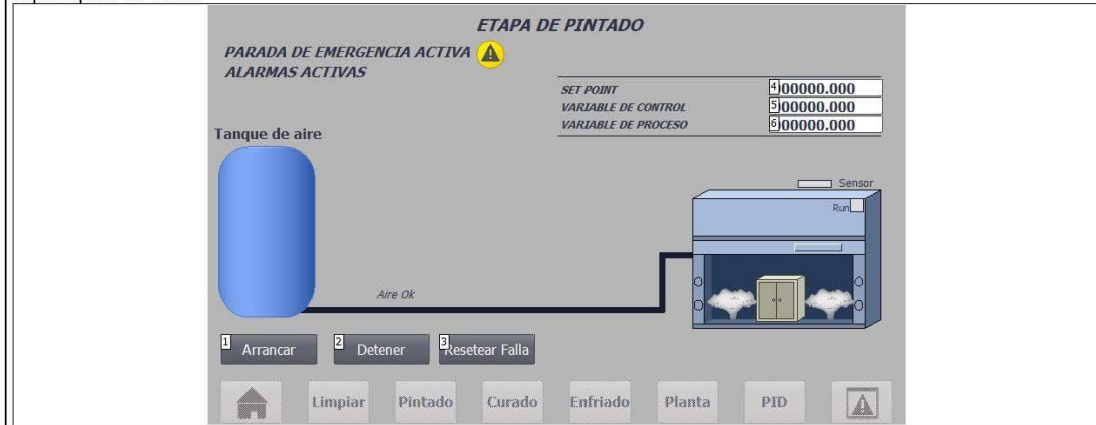 ETAPA DE PINTADO
PARADA DE EMERGENCIA ACTIVA
ALARMAS ACTIVAS
SET POINT 4 00000.000
VARIABLE DE CONTROL 5 00000.000
VARIABLE DE PROCESO 6 00000.000
Tanque de aire
Sensor
Run
Aire Ok
1 Arrancar 2 Detener 3 Resetear Falla
Limpiar Pintado Curado Enfriado Planta PID